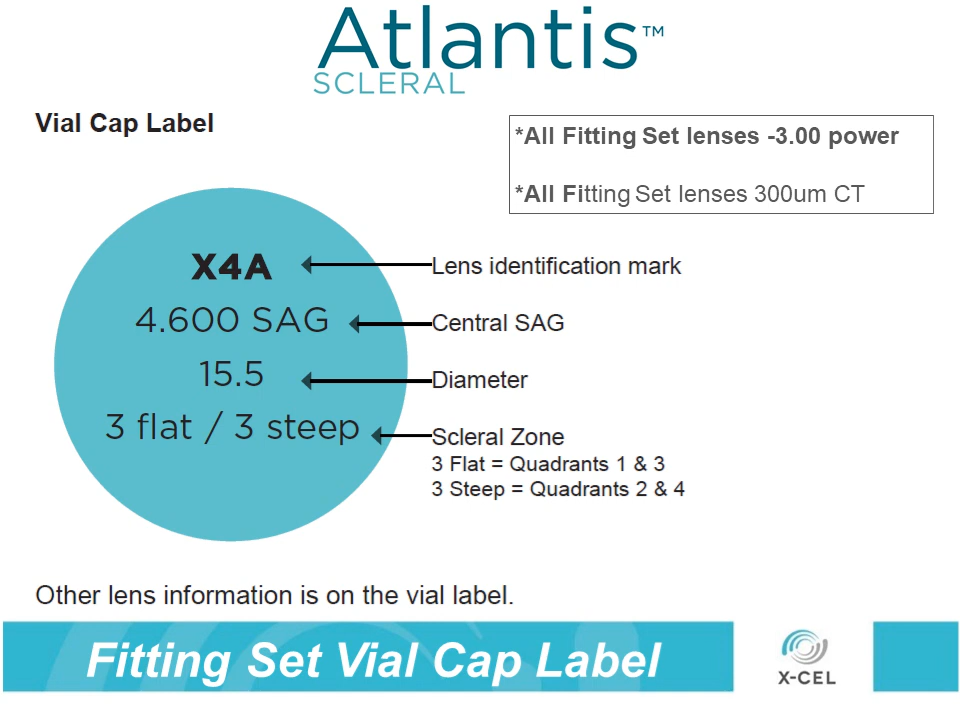 Atlantis™
SCLERAL
Vial Cap Label
*All Fitting Set lenses -3.00 power
*All Fitting Set lenses 300um CT
X4A
Lens identification mark
4.600 SAG
Central SAG
15.5
Diameter
3 flat / 3 steep
Scleral Zone
3 Flat = Quadrants 1 & 3
3 Steep = Quadrants 2 & 4
Other lens information is on the vial label.
Fitting Set Vial Cap Label
X-CEL